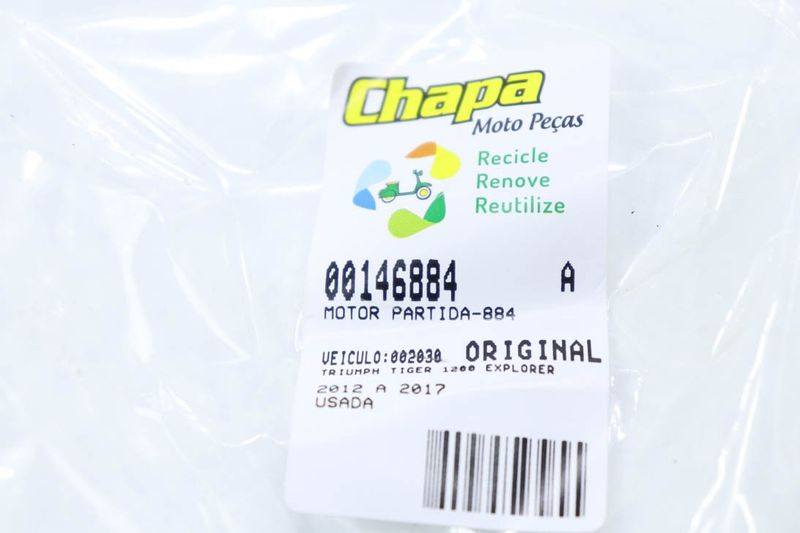 Chapa
Moto Peças
Recicle
Renove
Reutilize
00146884 A
MOTOR PARTIDA-884
VEICULO:002030 ORIGINAL
TRIUMPH TIGER 1200 EXPLORER
2012 A 2017
USADA